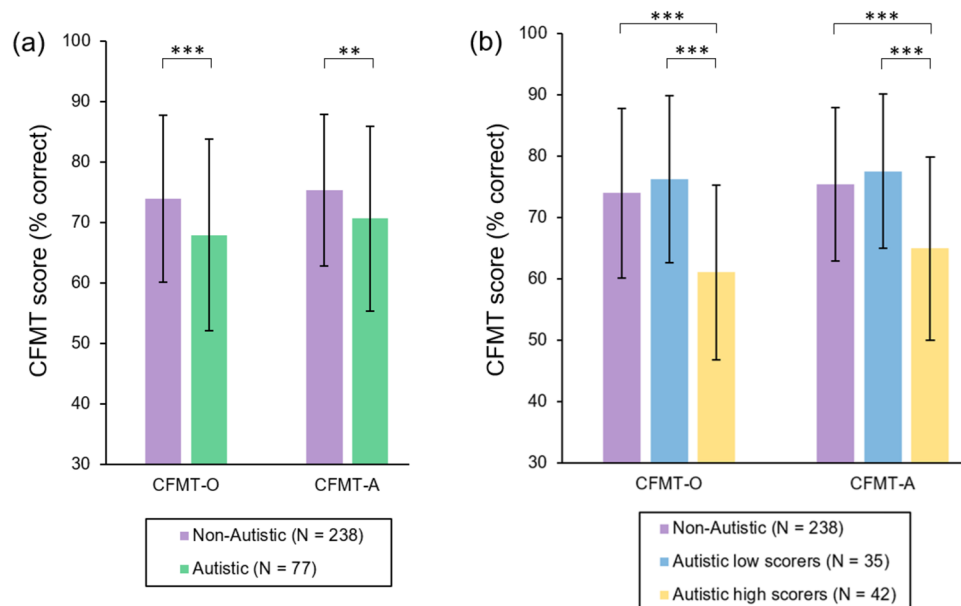 (a)
CFMT score (% correct)
100
90
80
70
60
50
40
30
***
**
CFMT-O
CFMT-A
Non-Autistic (N = 238)
Autistic (N = 77)
(b)
CFMT score (% correct)
100
90
80
70
60
50
40
30
***
***
***
***
CFMT-O
CFMT-A
Non-Autistic (N = 238)
Autistic low scorers (N = 35)
Autistic high scorers (N = 42)